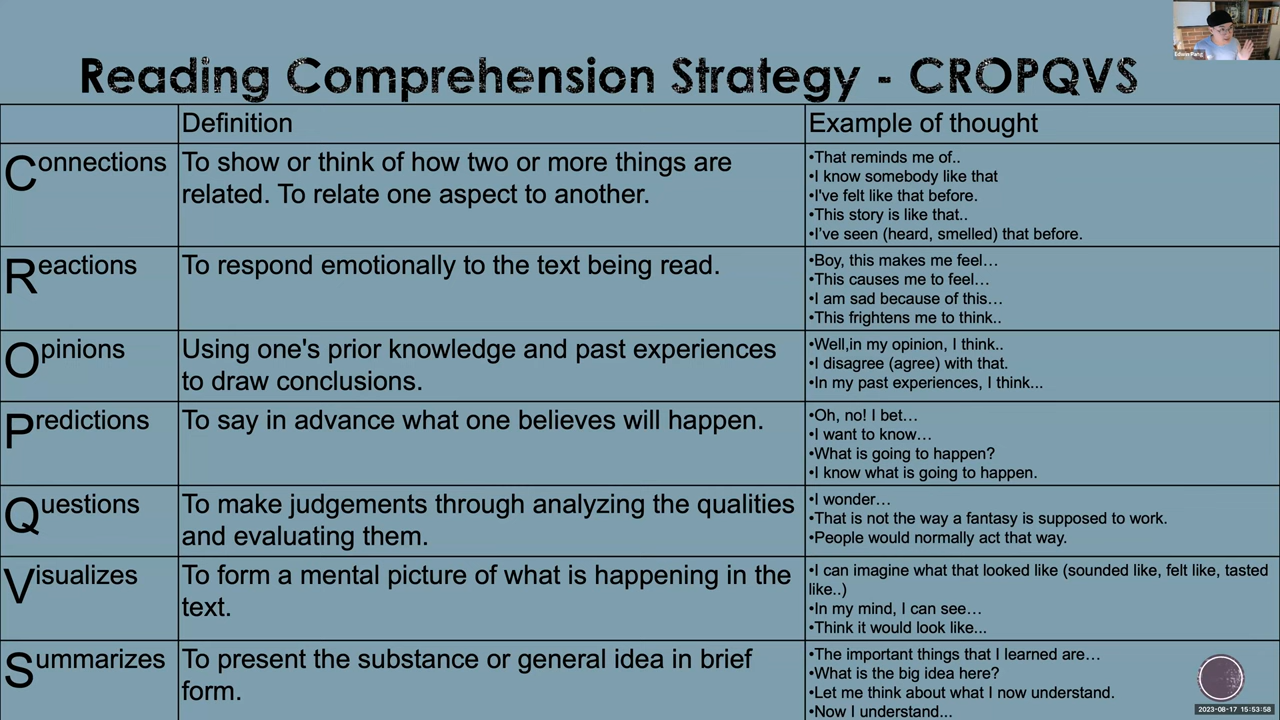 Edwin Pang
Reading Comprehension Strategy - CROPQVS
Definition
Example of thought
Connections
To show or think of how two or more things are
related. To relate one aspect to another.
•That reminds me of..
•I know somebody like that
•I've felt like that before.
•This story is like that..
•I've seen (heard, smelled) that before.
Reactions
To respond emotionally to the text being read.
•Boy, this makes me feel…
•This causes me to feel…
•I am sad because of this…
•This frightens me to think..
Opinions
Using one's prior knowledge and past experiences
to draw conclusions.
•Well,in my opinion, I think..
•I disagree (agree) with that.
•In my past experiences, I think...
Predictions
To say in advance what one believes will happen.
•Oh, no! I bet…
•I want to know…
•What is going to happen?
•I know what is going to happen.
Questions
To make judgements through analyzing the qualities
and evaluating them.
•I wonder…
•That is not the way a fantasy is supposed to work.
•People would normally act that way.
Visualizes
To form a mental picture of what is happening in the
text.
•I can imagine what that looked like (sounded like, felt like, tasted
like..)
•In my mind, I can see…
•Think it would look like...
Summarizes
To present the substance or general idea in brief
form.
•The important things that I learned are…
•What is the big idea here?
•Let me think about what I now understand.
•Now I understand...
2023-08-17 15:53:58